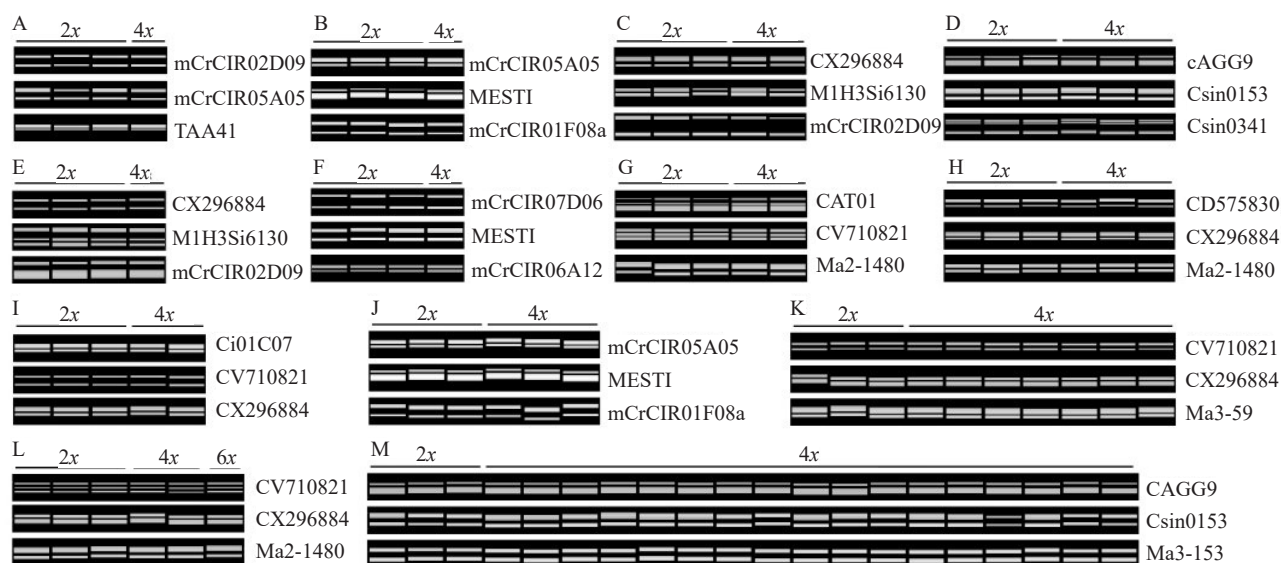 A 2x 4x
mCrCIR02D09
mCrCIR05A05
TAA41
B 2x 4x
mCrCIR05A05
MESTI
mCrCIR01F08a
C 2x 4x
CX296884
M1H3Si6130
mCrCIR02D09
D 2x 4x
cAGG9
Csin0153
Csin0341
E 2x 4x
CX296884
M1H3Si6130
mCrCIR02D09
F 2x 4x
mCrCIR07D06
MESTI
mCrCIR06A12
G 2x 4x
CAT01
CV710821
Ma2-1480
H 2x 4x
CD575830
CX296884
Ma2-1480
I 2x 4x
Ci01C07
CV710821
CX296884
J 2x 4x
mCrCIR05A05
MESTI
mCrCIR01F08a
K 2x 4x
CV710821
CX296884
Ma3-59
L 2x 4x 6x
CV710821
CX296884
Ma2-1480
M 2x 4x
CAGG9
Csin0153
Ma3-153